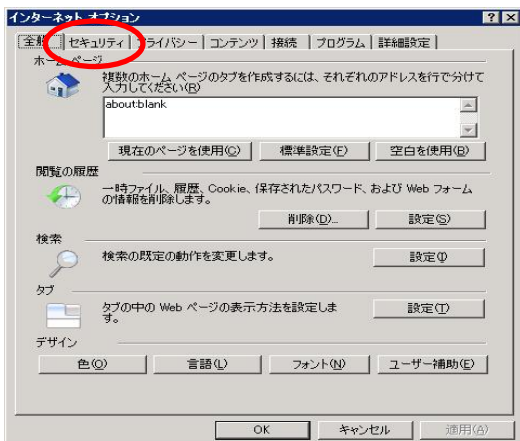 インターネット オプション
全般 セキュリティ プライバシー コンテンツ 接続 プログラム 詳細設定
ホーム ページ
複数のホーム ページのタブを作成するには、それぞれのアドレスを行で分けて
入力してください(R)
about:blank
現在のページを使用(C) 標準設定(F) 空白を使用(B)
閲覧の履歴
一時ファイル、履歴、Cookie、保存されたパスワード、および Web フォーム
の情報を削除します。
削除(D)... 設定(S)
検索
検索の既定の動作を変更します。 設定(I)
タブ
タブの中の Web ページの表示方法を設定しま
す。
設定(T)
デザイン
色(O) 言語(L) フォント(N) ユーザー補助(E)
OK キャンセル 適用(A)